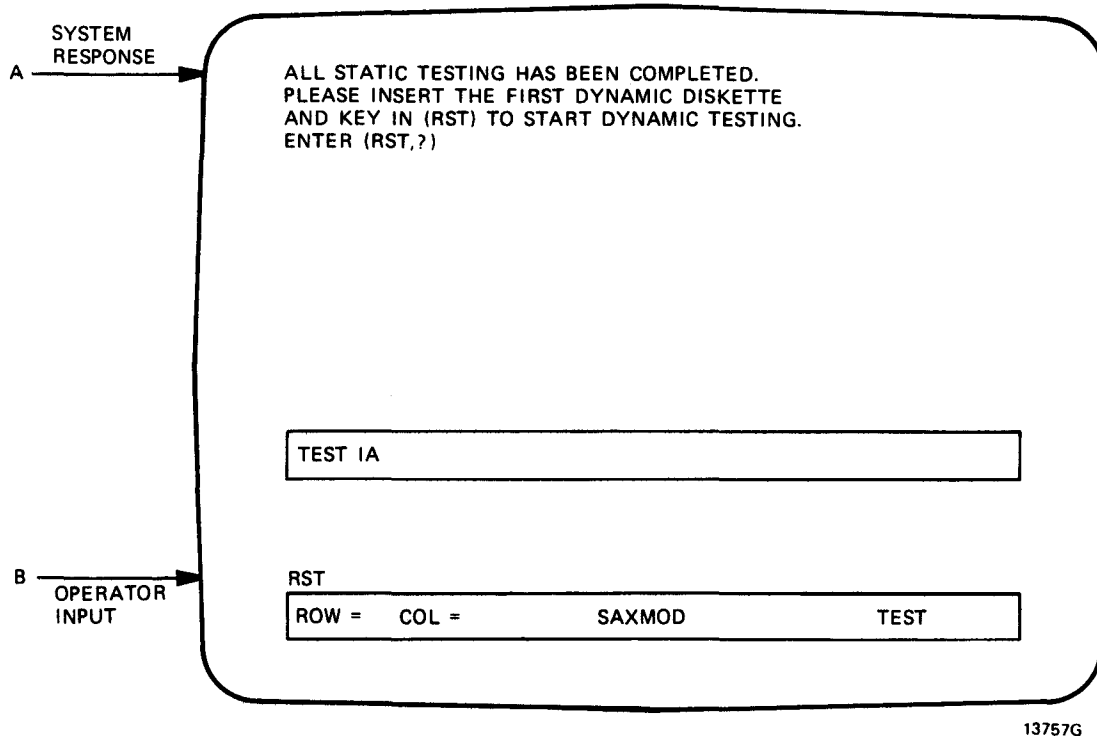 SYSTEM
RESPONSE
A
ALL STATIC TESTING HAS BEEN COMPLETED.
PLEASE INSERT THE FIRST DYNAMIC DISKETTE
AND KEY IN (RST) TO START DYNAMIC TESTING.
ENTER (RST,?)
TEST IA
B
OPERATOR
INPUT
RST
ROW = COL = SAXMOD TEST
13757G